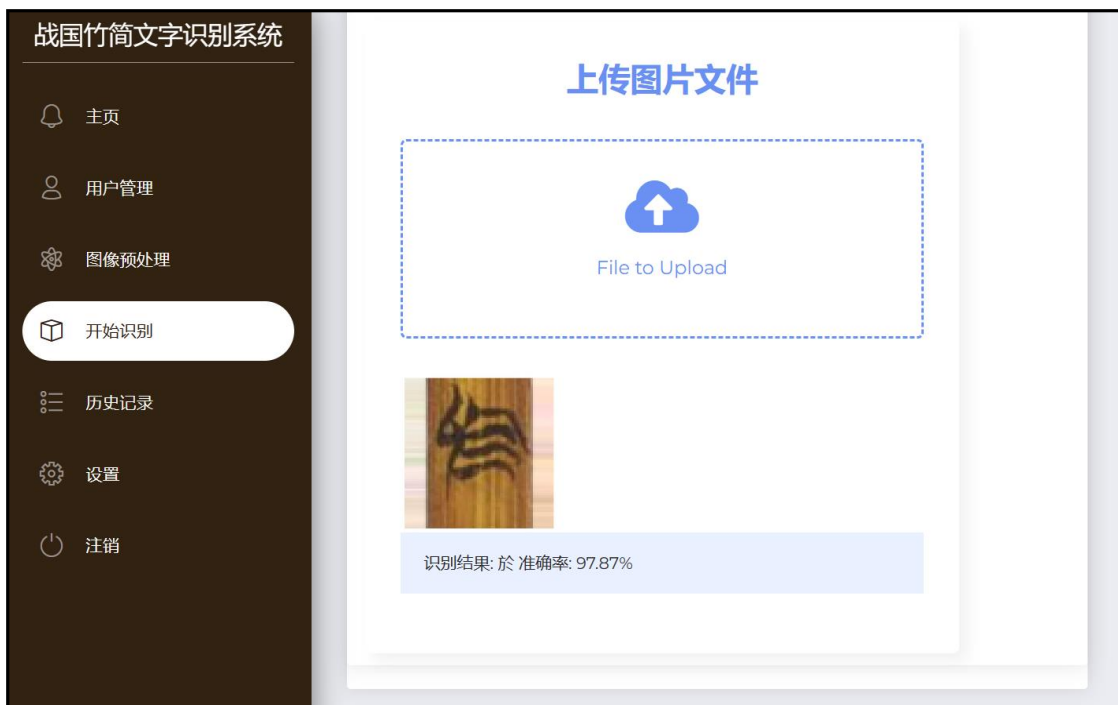 战国竹简文字识别系统
主页
用户管理
图像预处理
开始识别
历史记录
设置
注销
上传图片文件
File to Upload
识别结果: 於 准确率: 97.87%